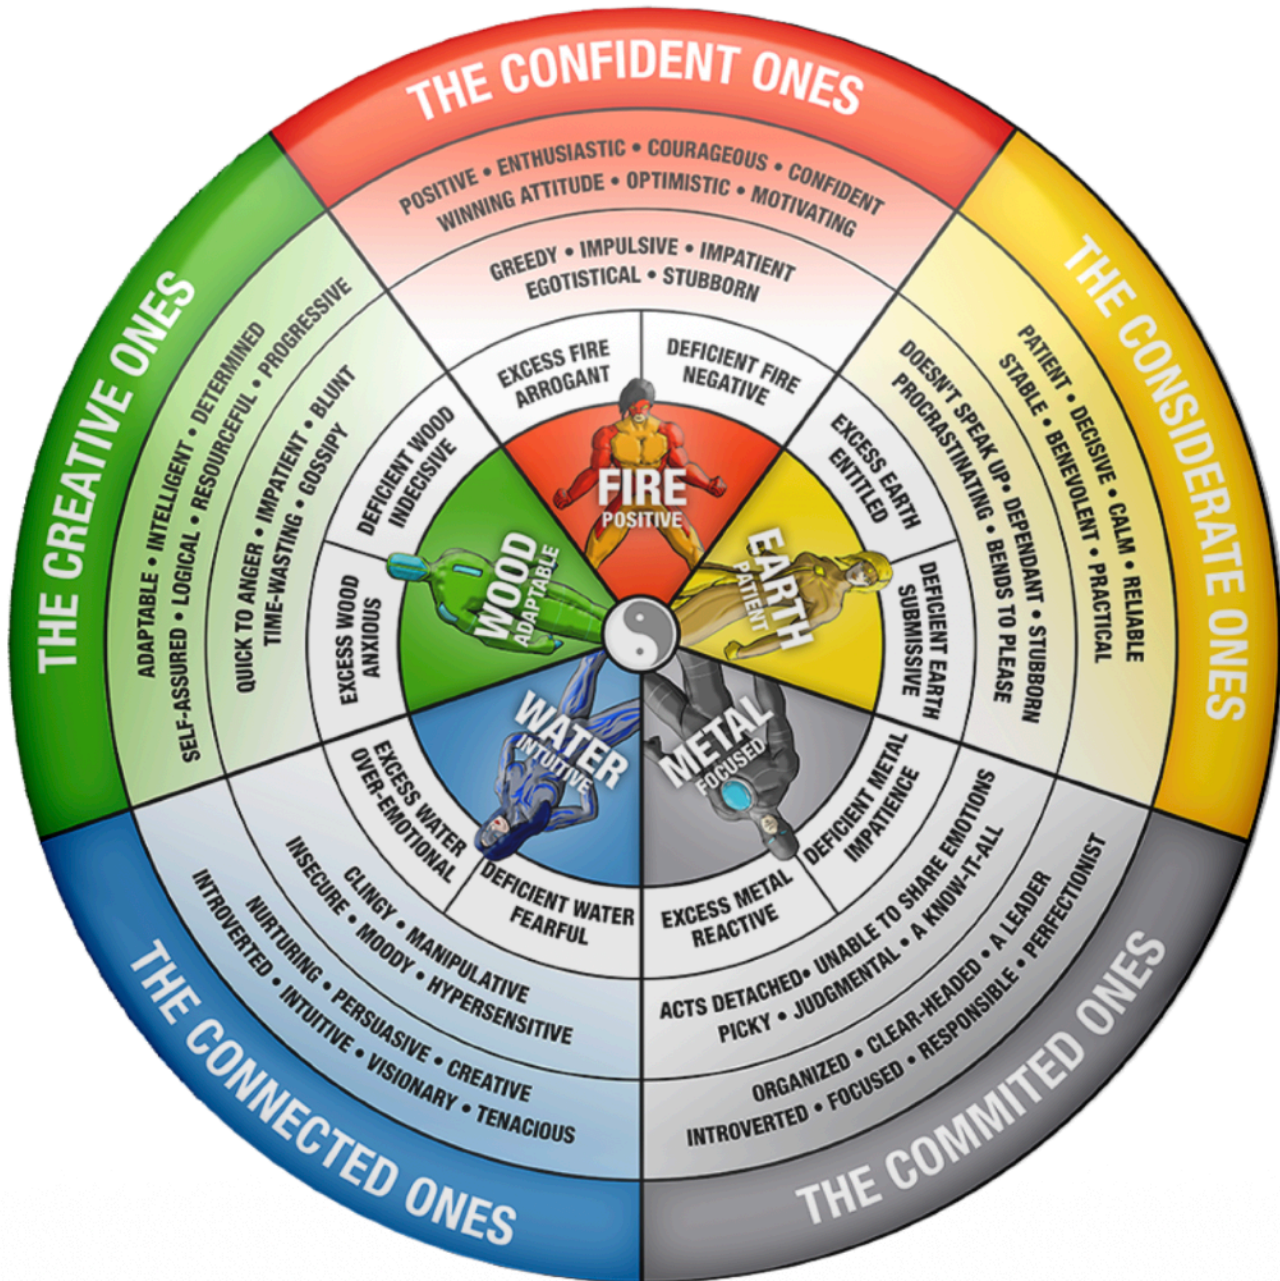 THE CONFIDENT ONES
POSITIVE • ENTHUSIASTIC • COURAGEOUS • CONFIDENT
WINNING ATTITUDE • OPTIMISTIC • MOTIVATING
GREEDY • IMPULSIVE • IMPATIENT
EGOTISTICAL • STUBBORN
EXCESS FIRE
ARROGANT
DEFICIENT FIRE
NEGATIVE
FIRE
POSITIVE
THE CONSIDERATE ONES
PATIENT • DECISIVE • CALM • RELIABLE
STABLE • BENEVOLENT • PRACTICAL
DOESN'T SPEAK UP• DEPENDANT • STUBBORN
PROCRASTINATING • BENDS TO PLEASE
EXCESS EARTH
ENTITLED
DEFICIENT EARTH
SUBMISSIVE
EARTH
PATIENT
THE COMMITED ONES
ACTS DETACHED• UNABLE TO SHARE EMOTIONS
PICKY • JUDGMENTAL • A KNOW-IT-ALL
ORGANIZED • CLEAR-HEADED • A LEADER
INTROVERTED • FOCUSED • RESPONSIBLE • PERFECTIONIST
DEFICIENT METAL
IMPATIENCE
EXCESS METAL
REACTIVE
METAL
FOCUSED
THE CONNECTED ONES
CLINGY • MANIPULATIVE
INSECURE • MOODY • HYPERSENSITIVE
NURTURING • PERSUASIVE • CREATIVE
INTROVERTED • INTUITIVE • VISIONARY • TENACIOUS
EXCESS WATER
OVER-EMOTIONAL
DEFICIENT WATER
FEARFUL
WATER
INTUITIVE
THE CREATIVE ONES
ADAPTABLE • INTELLIGENT • DETERMINED
SELF-ASSURED • LOGICAL • RESOURCEFUL • PROGRESSIVE
QUICK TO ANGER • IMPATIENT • BLUNT
TIME-WASTING • GOSSIPY
DEFICIENT WOOD
INDECISIVE
EXCESS WOOD
ANXIOUS
WOOD
ADAPTABLE